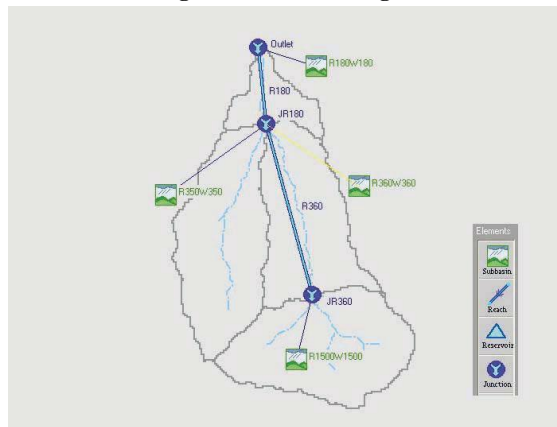 Outlet
R180W180
R180
JR180
R350W350
R360W360
R360
JR360
R1500W1500
Elements
Subbasin
Reach
Reservoir
Junction